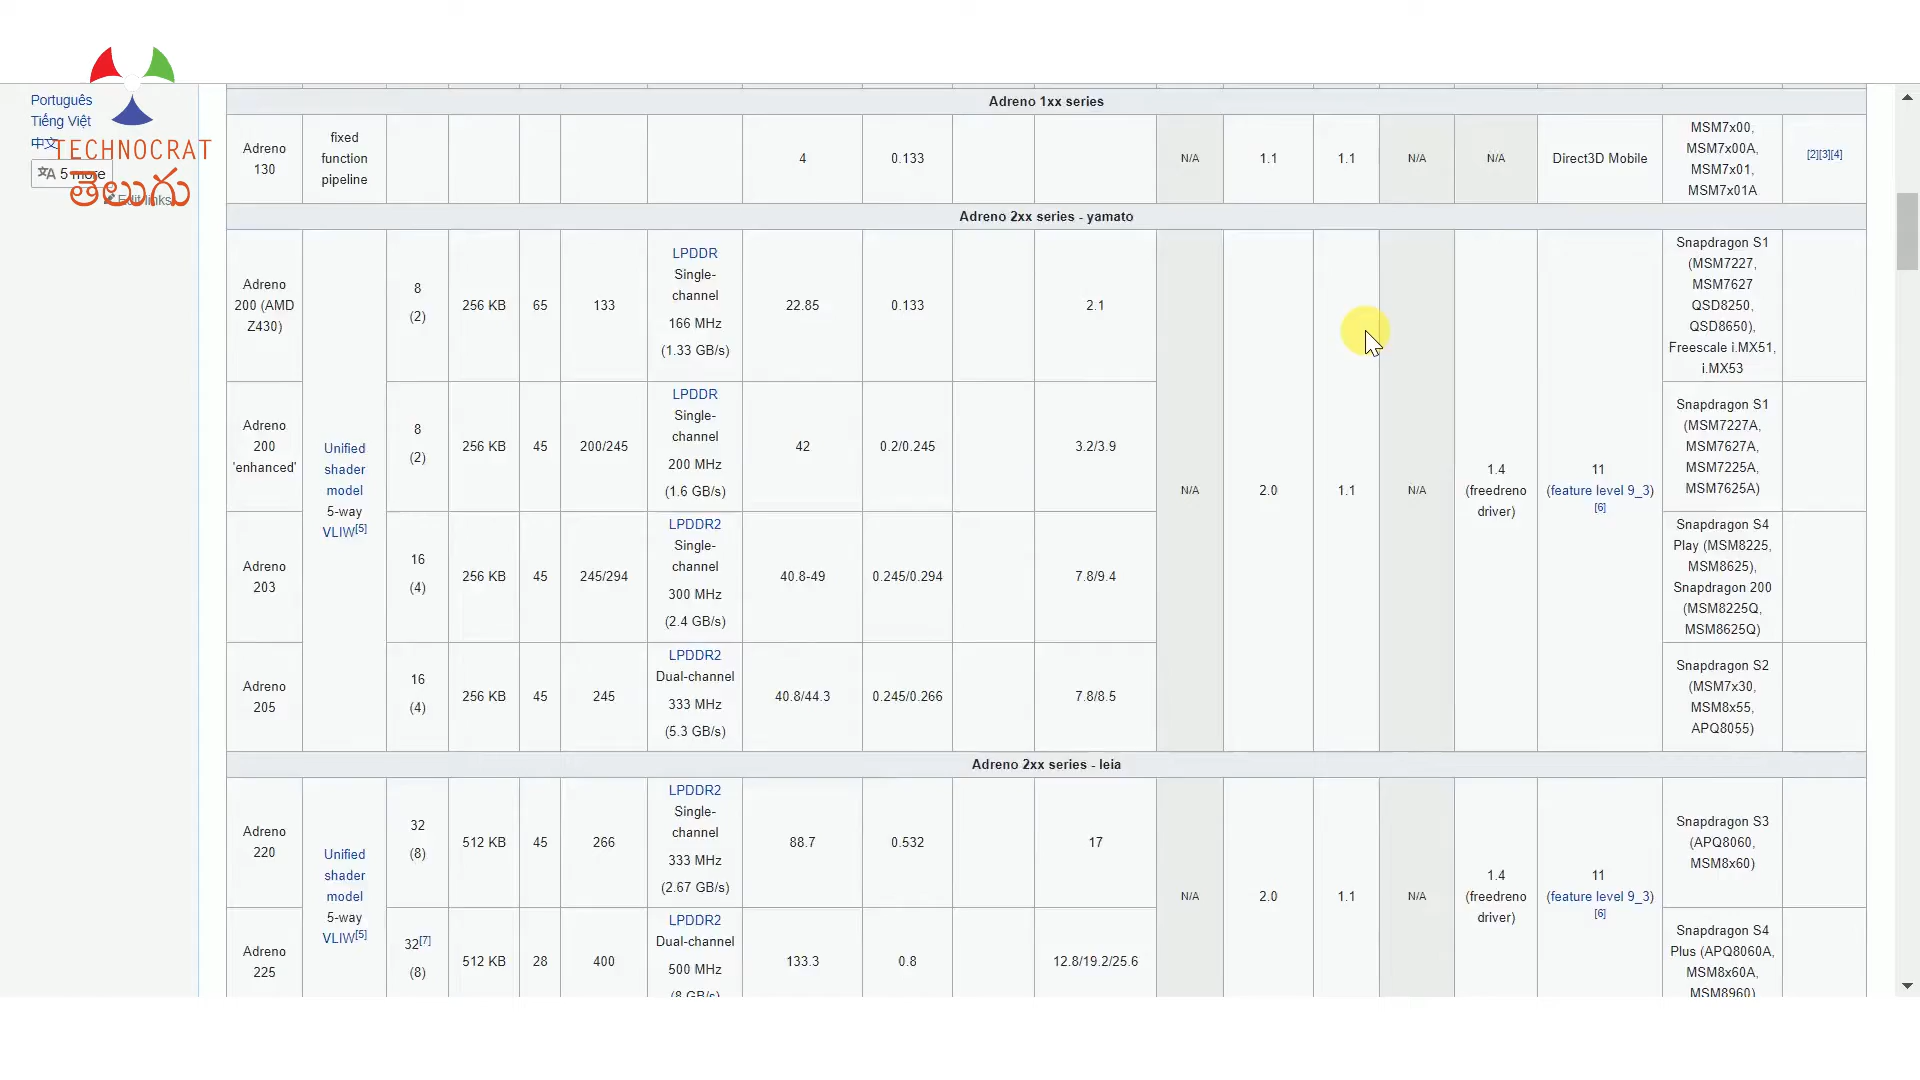 Português
Tiếng Việt
中文
5 more
Edit links
TECHNOCRAT
తెలుగు
Adreno 1xx series
Adreno
130
fixed
function
pipeline
4
0.133
N/A
1.1
1.1
N/A
N/A
Direct3D Mobile
MSM7x00,
MSM7x00A,
MSM7x01,
MSM7x01A
[2][3][4]
Adreno 2xx series - yamato
Adreno
200 (AMD
Z430)
Unified
shader
model
5-way
VLIW[5]
8
(2)
256 KB
65
133
LPDDR
Single-
channel
166 MHz
(1.33 GB/s)
22.85
0.133
2.1
N/A
2.0
1.1
N/A
1.4
(freedreno
driver)
11
(feature level 9_3)
[6]
Snapdragon S1
(MSM7227,
MSM7627
QSD8250,
QSD8650),
Freescale i.MX51,
i.MX53
Adreno
200
'enhanced'
8
(2)
256 KB
45
200/245
LPDDR
Single-
channel
200 MHz
(1.6 GB/s)
42
0.2/0.245
3.2/3.9
Snapdragon S1
(MSM7227A,
MSM7627A,
MSM7225A,
MSM7625A)
Adreno
203
16
(4)
256 KB
45
245/294
LPDDR2
Single-
channel
300 MHz
(2.4 GB/s)
40.8-49
0.245/0.294
7.8/9.4
Snapdragon S4
Play (MSM8225,
MSM8625),
Snapdragon 200
(MSM8225Q,
MSM8625Q)
Adreno
205
16
(4)
256 KB
45
245
LPDDR2
Dual-channel
333 MHz
(5.3 GB/s)
40.8/44.3
0.245/0.266
7.8/8.5
Snapdragon S2
(MSM7x30,
MSM8x55,
APQ8055)
Adreno 2xx series - leia
Adreno
220
Unified
shader
model
5-way
VLIW[5]
32
(8)
512 KB
45
266
LPDDR2
Single-
channel
333 MHz
(2.67 GB/s)
88.7
0.532
17
N/A
2.0
1.1
N/A
1.4
(freedreno
driver)
11
(feature level 9_3)
[6]
Snapdragon S3
(APQ8060,
MSM8x60)
Adreno
225
32[7]
(8)
512 KB
28
400
LPDDR2
Dual-channel
500 MHz
(8 GB/s)
133.3
0.8
12.8/19.2/25.6
Snapdragon S4
Plus (APQ8060A,
MSM8x60A,
MSM8960)